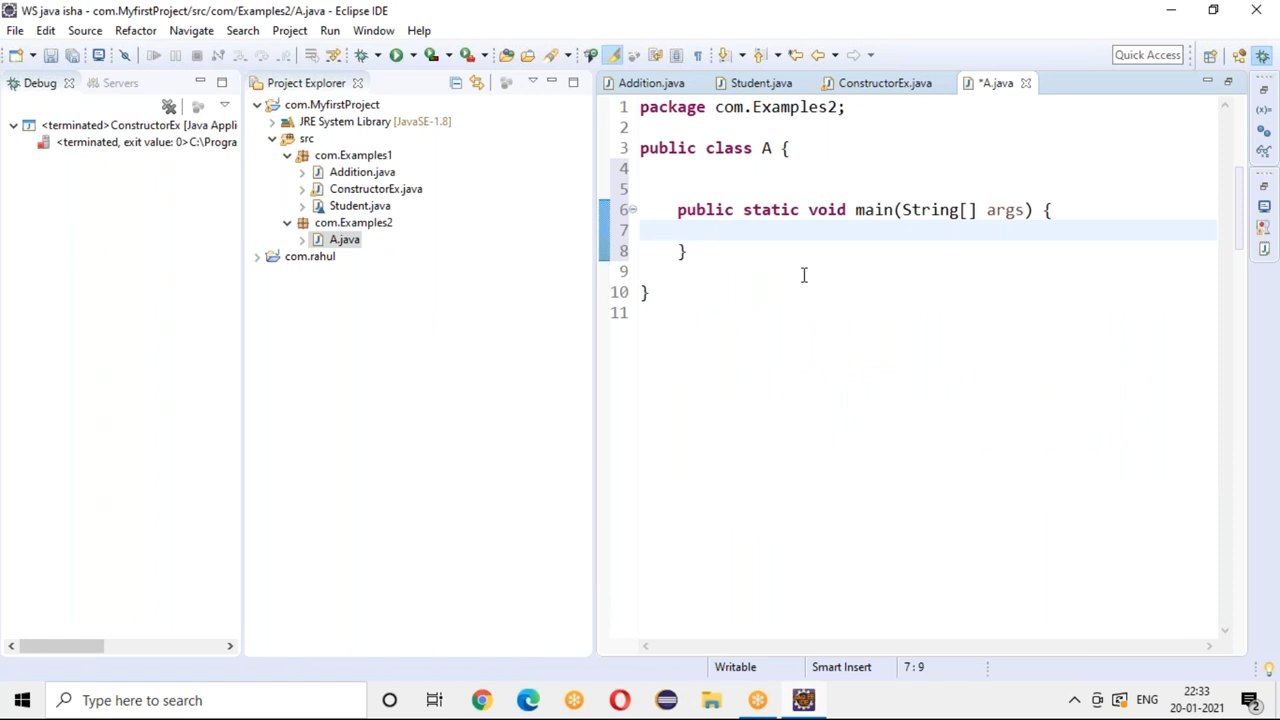 WS java isha - com.MyfirstProject/src/com/Examples2/A.java - Eclipse IDE
File Edit Source Refactor Navigate Search Project Run Window Help
Quick Access
Debug Servers
<terminated>ConstructorEx [Java Appli
<terminated, exit value: 0>C:\Progra
Project Explorer
com.MyfirstProject
JRE System Library [JavaSE-1.8]
src
com.Examples1
Addition.java
ConstructorEx.java
Student.java
com.Examples2
A.java
com.rahul
Addition.java Student.java ConstructorEx.java *A.java
1 package com.Examples2;
2
3 public class A {
4
5
6 public static void main(String[] args) {
7
8 }
9
10 }
11
Writable Smart Insert 7 : 9
Type here to search
ENG
22:33
20-01-2021
2